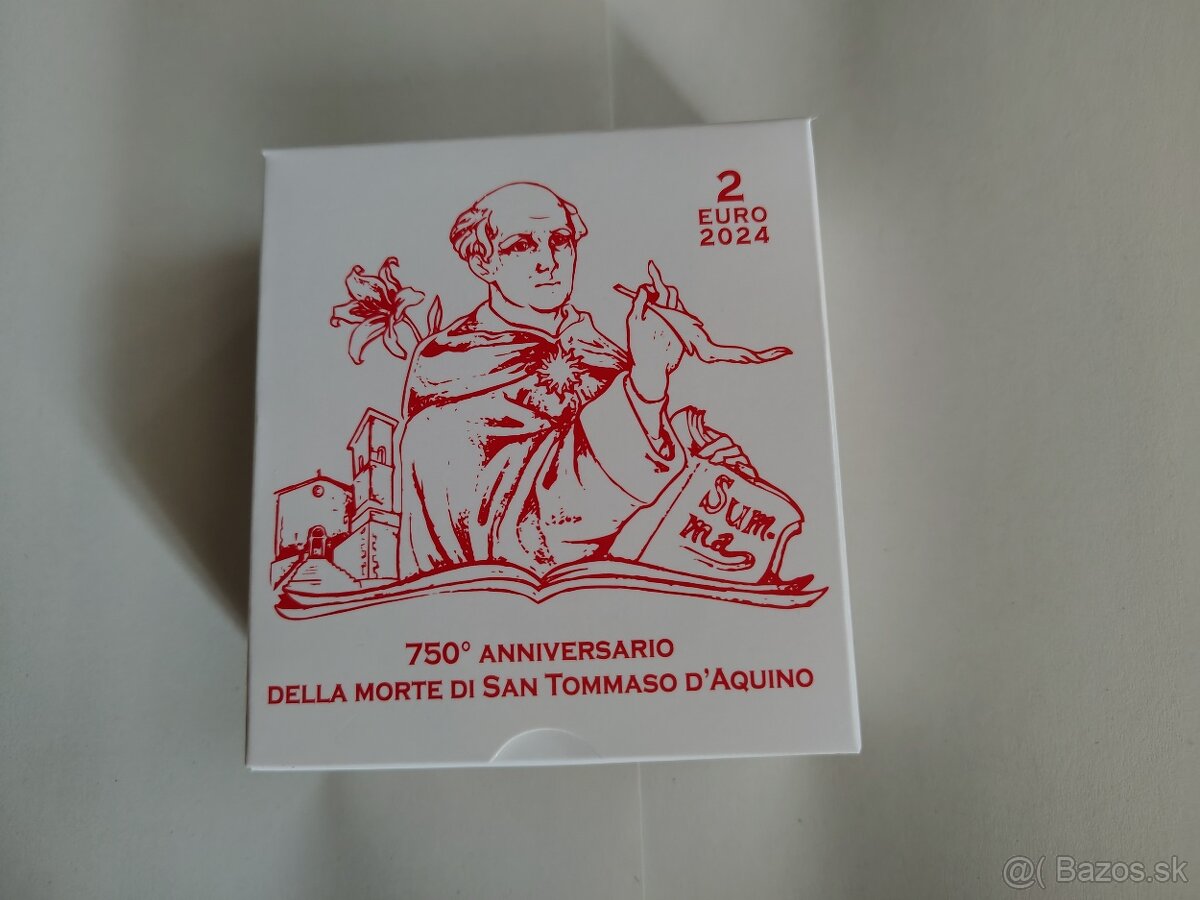 2
EURO
2024
Sum-
ma
750° ANNIVERSARIO
DELLA MORTE DI SAN TOMMASO D'AQUINO
@( Bazos.sk